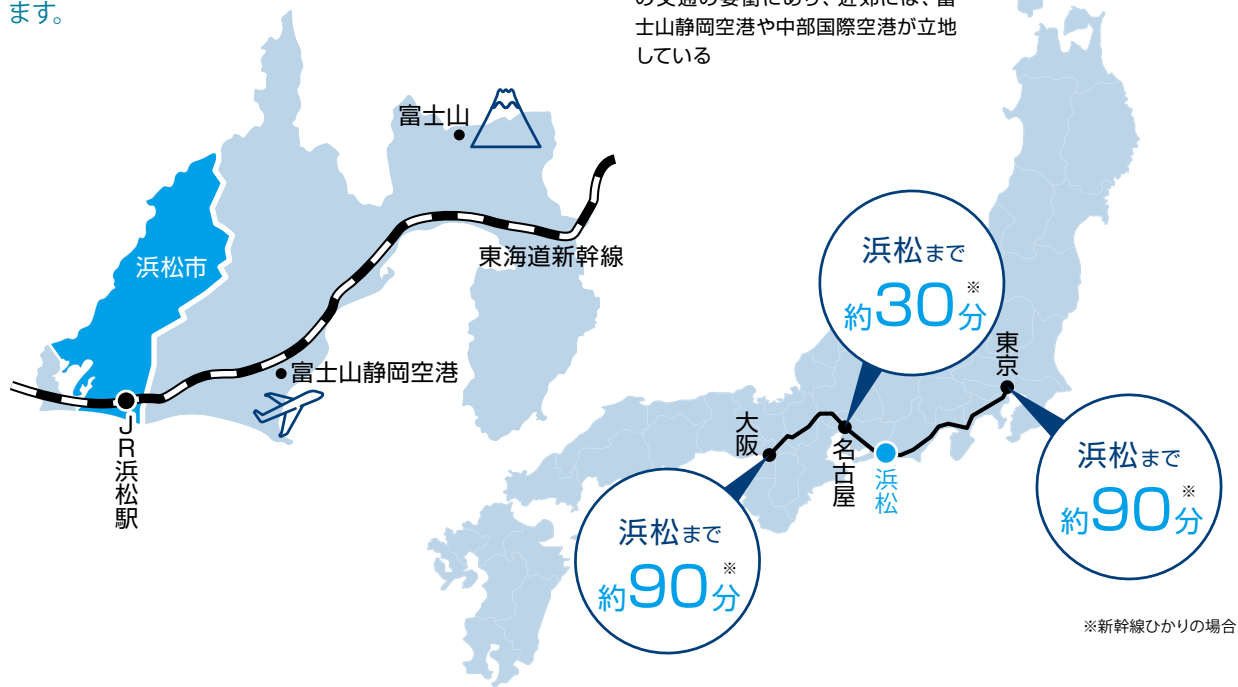 ます。
の交通の要衝にあり、近郊には、富
士山静岡空港や中部国際空港が立地
している
富士山
東海道新幹線
浜松市
富士山静岡空港
JR浜松駅
浜松まで
約30分※
東京
大阪
名古屋
浜松
浜松まで
約90分※
浜松まで
約90分※
※新幹線ひかりの場合